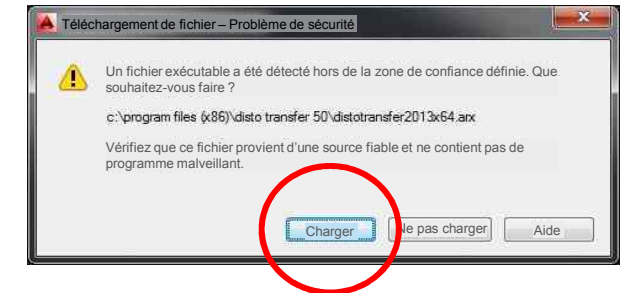 Téléchargement de fichier – Problème de sécurité
Un fichier exécutable a été détecté hors de la zone de confiance définie. Que
souhaitez-vous faire ?
c:\program files (x86)\disto transfer 50\distotransfer2013x64.arx
Vérifiez que ce fichier provient d'une source fiable et ne contient pas de
programme malveillant.
Charger Ne pas charger Aide